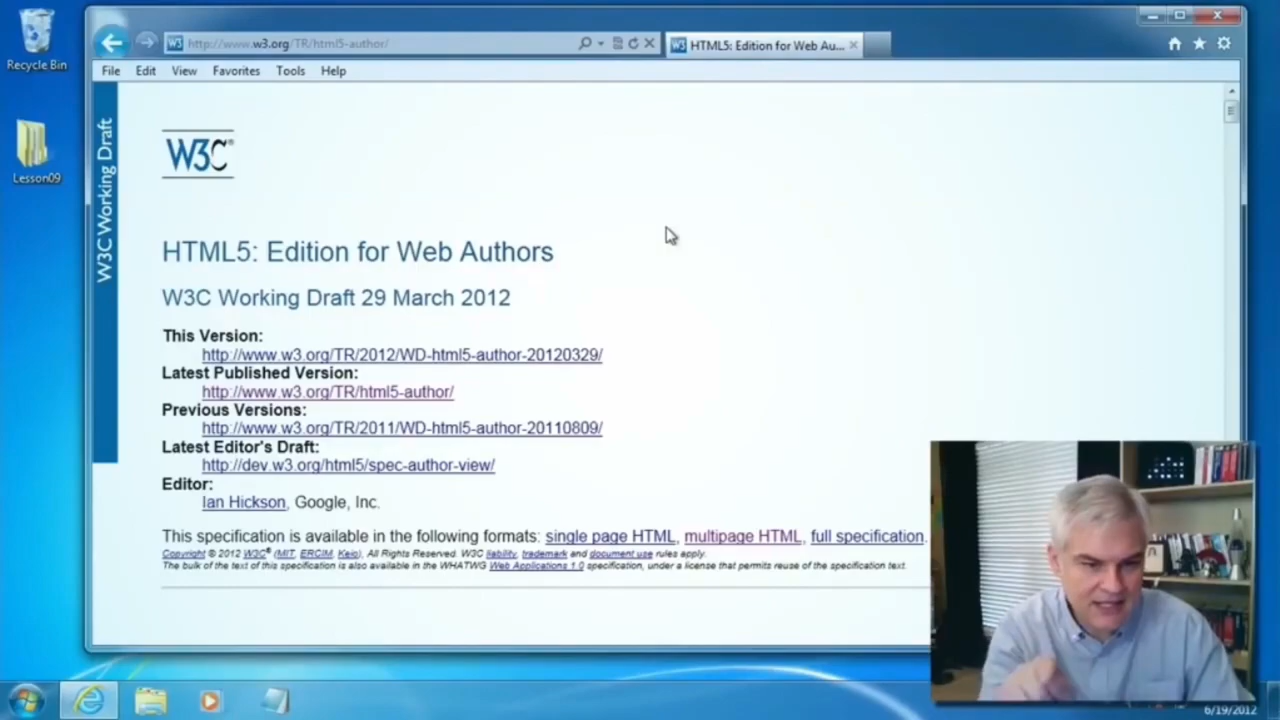 Recycle Bin
Lesson09
http://www.w3.org/TR/html5-author/
HTML5: Edition for Web Au...
File Edit View Favorites Tools Help
W3C Working Draft
W3C®
HTML5: Edition for Web Authors
W3C Working Draft 29 March 2012
This Version:
http://www.w3.org/TR/2012/WD-html5-author-20120329/
Latest Published Version:
http://www.w3.org/TR/html5-author/
Previous Versions:
http://www.w3.org/TR/2011/WD-html5-author-20110809/
Latest Editor's Draft:
http://dev.w3.org/html5/spec-author-view/
Editor:
Ian Hickson, Google, Inc.
This specification is available in the following formats: single page HTML, multipage HTML, full specification.
Copyright © 2012 W3C® (MIT, ERCIM, Keio), All Rights Reserved. W3C liability, trademark and document use rules apply.
The bulk of the text of this specification is also available in the WHATWG Web Applications 1.0 specification, under a license that permits reuse of the specification text.
6/19/2012